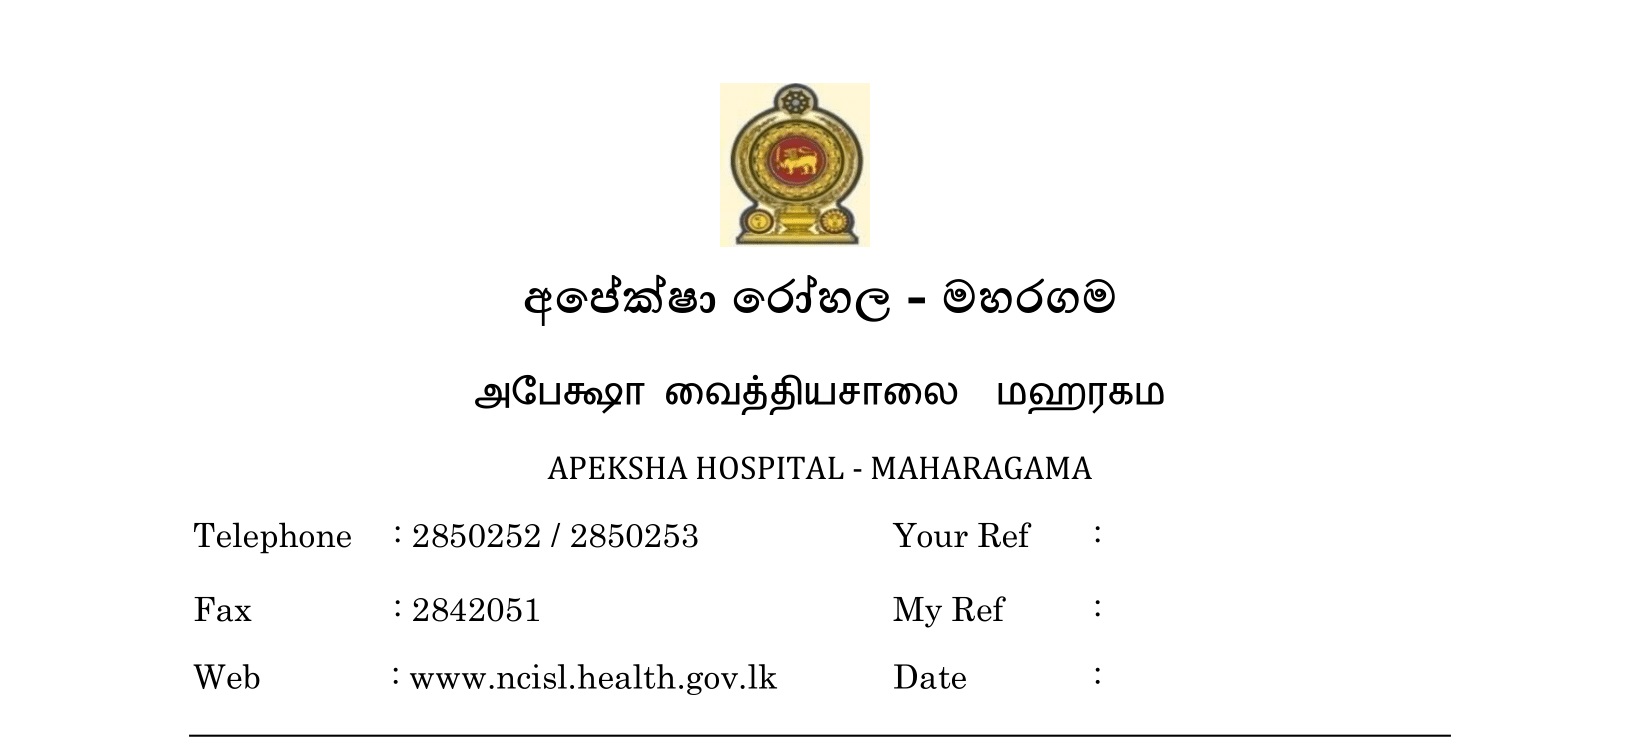 අපේක්ෂා රෝහල - මහරගම
அபேக்ஷா வைத்தியசாலை மஹரகம
APEKSHA HOSPITAL - MAHARAGAMA
Telephone : 2850252 / 2850253 Your Ref :
Fax : 2842051 My Ref :
Web : www.ncisl.health.gov.lk Date :